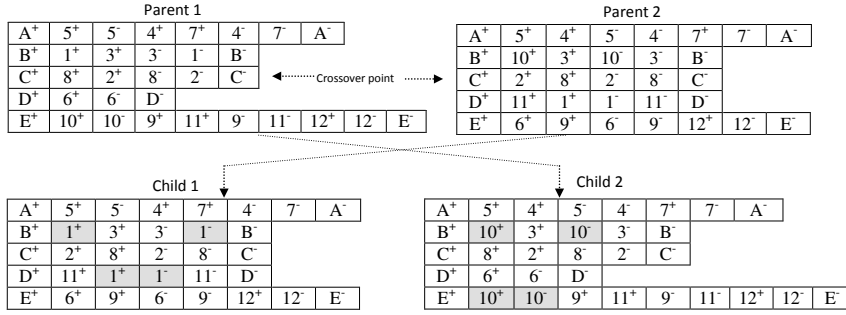 Parent 1
A⁺ 5⁺ 5⁻ 4⁺ 7⁺ 4⁻ 7⁻ A⁻
B⁺ 1⁺ 3⁺ 3⁻ 1⁻ B⁻
C⁺ 8⁺ 2⁺ 8⁻ 2⁻ C⁻
D⁺ 6⁺ 6⁻ D⁻
E⁺ 10⁺ 10⁻ 9⁺ 11⁺ 9⁻ 11⁻ 12⁺ 12⁻ E⁻
Crossover point
Parent 2
A⁺ 5⁺ 4⁺ 5⁻ 4⁻ 7⁺ 7⁻ A⁻
B⁺ 10⁺ 3⁺ 10⁻ 3⁻ B⁻
C⁺ 2⁺ 8⁺ 2⁻ 8⁻ C⁻
D⁺ 11⁺ 1⁺ 1⁻ 11⁻ D⁻
E⁺ 6⁺ 9⁺ 6⁻ 9⁻ 12⁺ 12⁻ E⁻
Child 1
A⁺ 5⁺ 5⁻ 4⁺ 7⁺ 4⁻ 7⁻ A⁻
B⁺ 1⁺ 3⁺ 3⁻ 1⁻ B⁻
C⁺ 2⁺ 8⁺ 2⁻ 8⁻ C⁻
D⁺ 11⁺ 1⁺ 1⁻ 11⁻ D⁻
E⁺ 6⁺ 9⁺ 6⁻ 9⁻ 12⁺ 12⁻ E⁻
Child 2
A⁺ 5⁺ 4⁺ 5⁻ 4⁻ 7⁺ 7⁻ A⁻
B⁺ 10⁺ 3⁺ 10⁻ 3⁻ B⁻
C⁺ 8⁺ 2⁺ 8⁻ 2⁻ C⁻
D⁺ 6⁺ 6⁻ D⁻
E⁺ 10⁺ 10⁻ 9⁺ 11⁺ 9⁻ 11⁻ 12⁺ 12⁻ E⁻